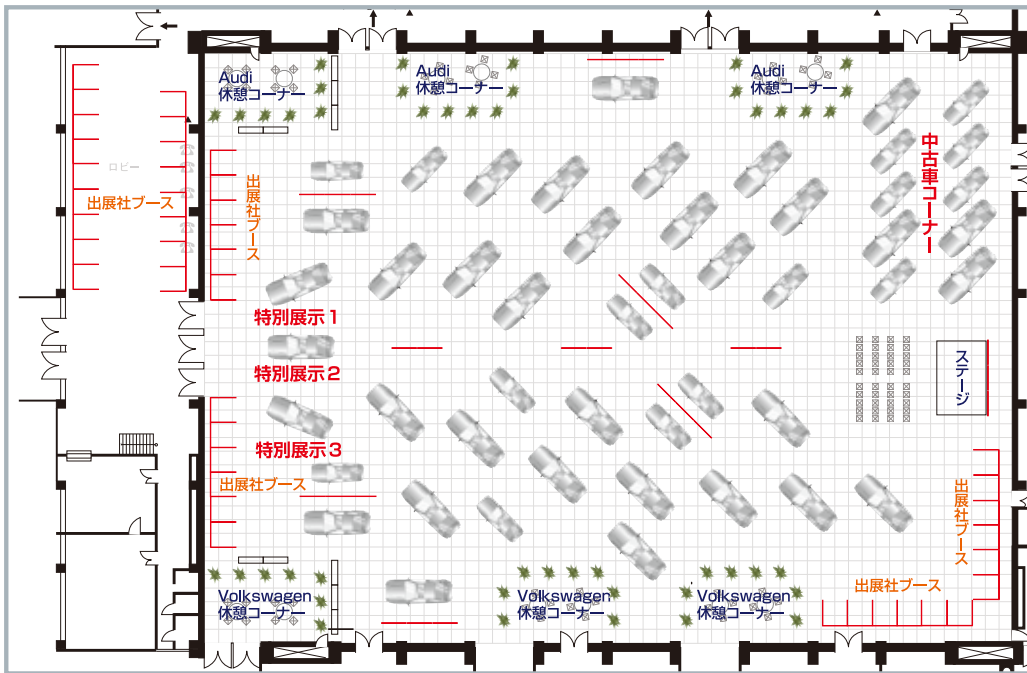 Audi
休憩コーナー
Audi
休憩コーナー
Audi
休憩コーナー
中古車コーナー
ロビー
出展社ブース
出展社ブース
特別展示1
特別展示2
特別展示3
ステージ
出展社ブース
出展社ブース
出展社ブース
Volkswagen
休憩コーナー
Volkswagen
休憩コーナー
Volkswagen
休憩コーナー